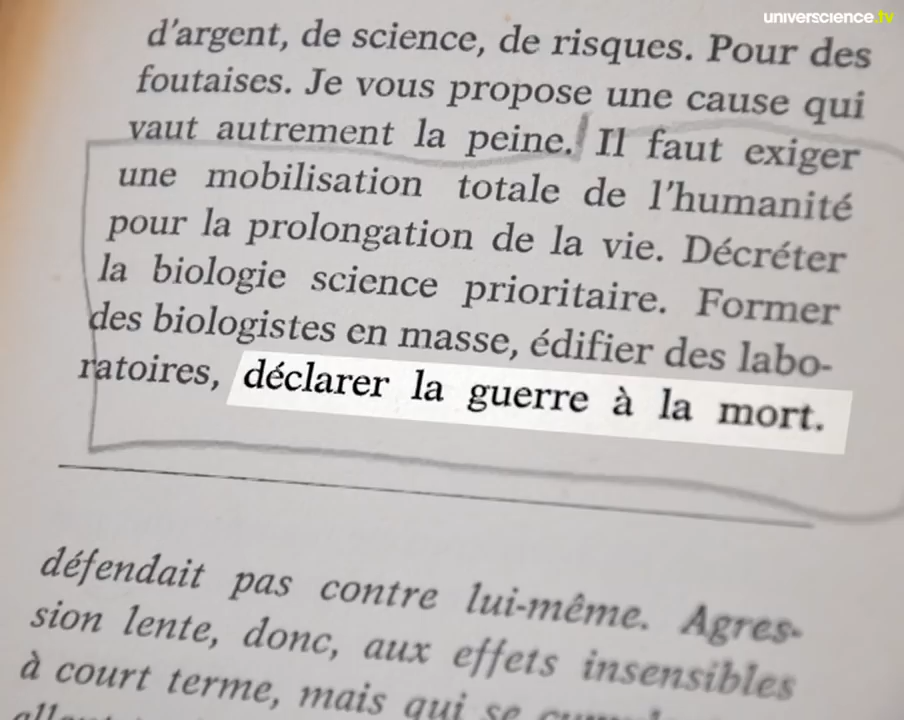 universcience.tv
d'argent, de science, de risques. Pour des
foutaises. Je vous propose une cause qui
vaut autrement la peine. Il faut exiger
une mobilisation totale de l'humanité
pour la prolongation de la vie. Décréter
la biologie science prioritaire. Former
des biologistes en masse, édifier des labo-
ratoires, déclarer la guerre à la mort.
défendait pas contre lui-même. Agres-
sion lente, donc, aux effets insensibles
à court terme, mais qui se